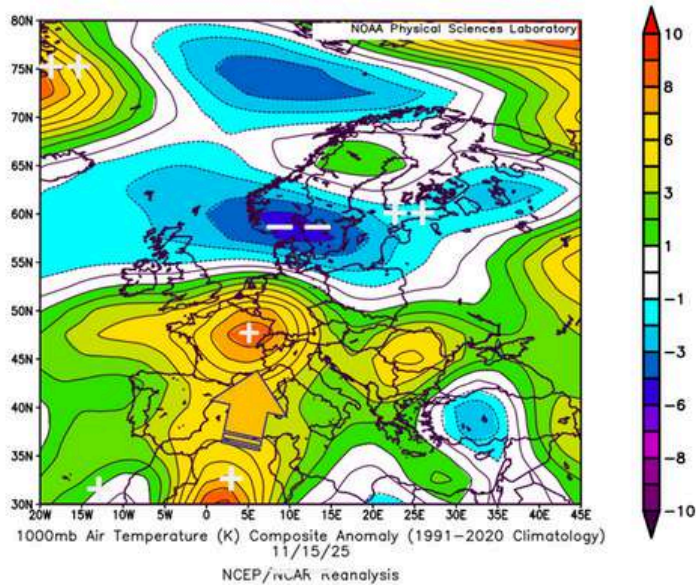 NOAA Physical Sciences Laboratory
75N
70N
65N
60N
55N
50N
45N
40N
35N
30N
20W 15W 10W 5W 0 5E 10E 15E 20E 25E 30E 35E 40E 45E
10
8
6
3
1
-1
-3
-6
-8
-10
1000mb Air Temperature (K) Composite Anomaly (1991-2020 Climatology)
11/15/25
NCEP/NCAR Reanalysis